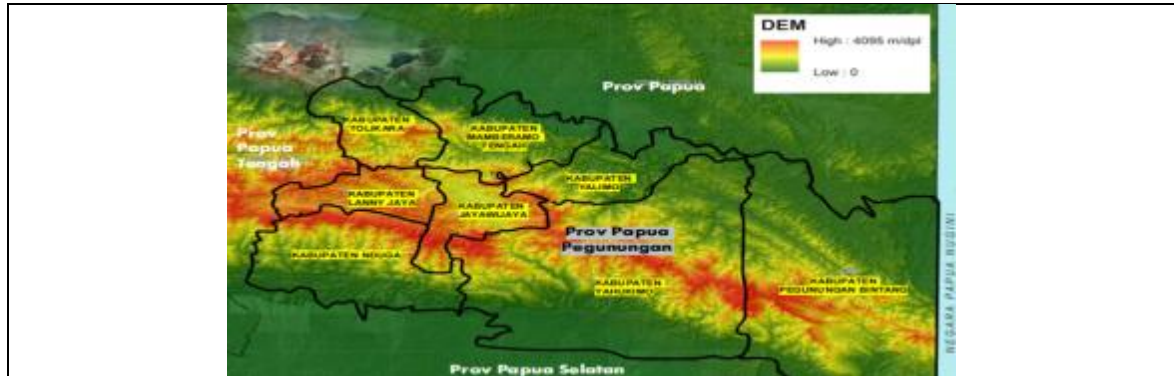 DEM
High : 4095 m/dpl
Low : 0
Prov Papua
Prov
Papua
Tengah
KABUPATEN
TOLIKARA
KABUPATEN
MAMBERAMO
TENGAH
KABUPATEN
YALIMO
KABUPATEN
LANNY JAYA
KABUPATEN
JAYAWIJAYA
Prov Papua
Pegunungan
KABUPATEN NDUGA
KABUPATEN
YAHUKIMO
KABUPATEN
PEGUNUNGAN BINTANG
NEGARA PAPUA NUGINI
Prov Papua Selatan